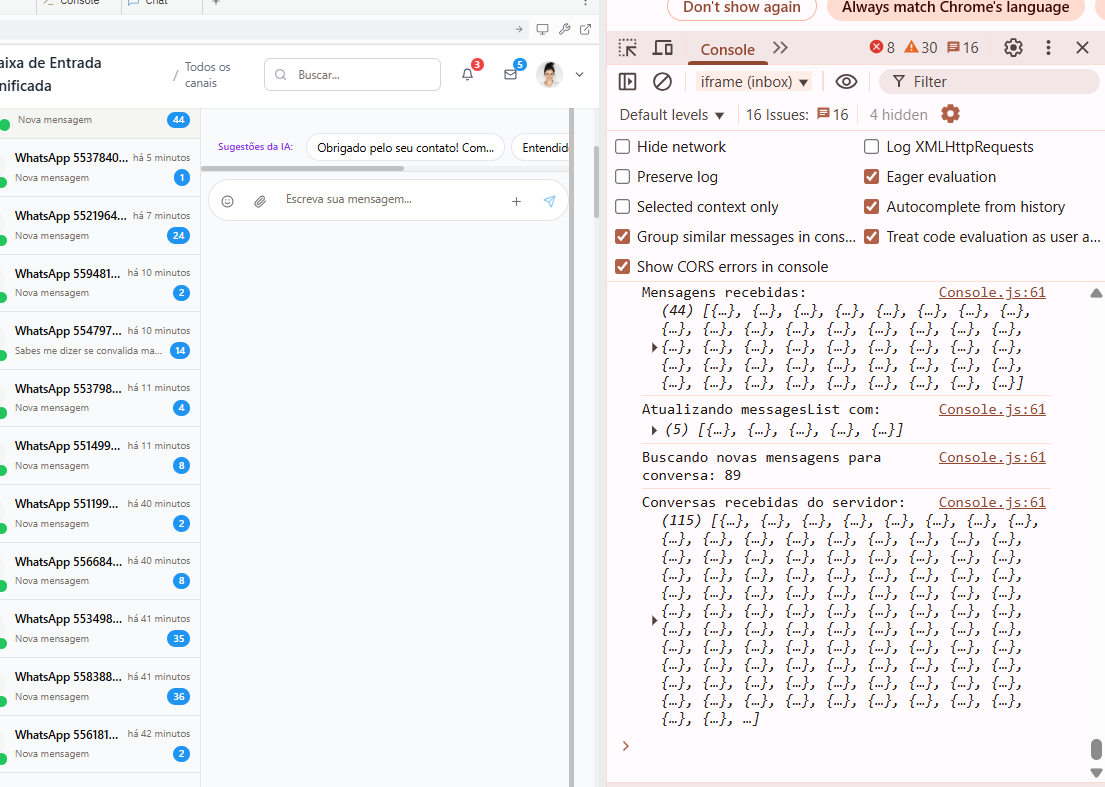 Console
Chat
+
Caixa de Entrada
Unificada
/ Todos os
canais
Buscar...
3
5
Nova mensagem
44
WhatsApp 5537840... há 5 minutos
Nova mensagem
1
WhatsApp 5521964... há 7 minutos
Nova mensagem
24
WhatsApp 559481... há 10 minutos
Nova mensagem
2
WhatsApp 554797... há 10 minutos
Sabes me dizer se convalida ma...
14
WhatsApp 553798... há 11 minutos
Nova mensagem
4
WhatsApp 551499... há 11 minutos
Nova mensagem
8
WhatsApp 551199... há 40 minutos
Nova mensagem
2
WhatsApp 556684... há 40 minutos
Nova mensagem
8
WhatsApp 553498... há 41 minutos
Nova mensagem
35
WhatsApp 558388... há 41 minutos
Nova mensagem
36
WhatsApp 556181... há 42 minutos
Nova mensagem
2
Sugestões da IA:
Obrigado pelo seu contato! Com...
Entendid
Escreva sua mensagem...
Don't show again
Always match Chrome's language
Console
8 30 16
iframe (inbox)
Filter
Default levels
16 Issues: 16
4 hidden
Hide network
Log XMLHttpRequests
Preserve log
Eager evaluation
Selected context only
Autocomplete from history
Group similar messages in cons...
Treat code evaluation as user a...
Show CORS errors in console
Mensagens recebidas: Console.js:61
(44) [{…}, {…}, {…}, {…}, {…}, {…}, {…}, {…},
{…}, {…}, {…}, {…}, {…}, {…}, {…}, {…}, {…},
{…}, {…}, {…}, {…}, {…}, {…}, {…}, {…}, {…},
{…}, {…}, {…}, {…}, {…}, {…}, {…}, {…}, {…},
{…}, {…}, {…}, {…}, {…}, {…}, {…}, {…}, {…}]
Atualizando messagesList com: Console.js:61
(5) [{…}, {…}, {…}, {…}, {…}]
Buscando novas mensagens para Console.js:61
conversa: 89
Conversas recebidas do servidor: Console.js:61
(115) [{…}, {…}, {…}, {…}, {…}, {…}, {…}, {…},
{…}, {…}, {…}, {…}, {…}, {…}, {…}, {…}, {…},
{…}, {…}, {…}, {…}, {…}, {…}, {…}, {…}, {…},
{…}, {…}, {…}, {…}, {…}, {…}, {…}, {…}, {…},
{…}, {…}, {…}, {…}, {…}, {…}, {…}, {…}, {…},
{…}, {…}, {…}, {…}, {…}, {…}, {…}, {…}, {…},
{…}, {…}, {…}, {…}, {…}, {…}, {…}, {…}, {…},
{…}, {…}, {…}, {…}, {…}, {…}, {…}, {…}, {…},
{…}, {…}, {…}, {…}, {…}, {…}, {…}, {…}, {…},
{…}, {…}, {…}, {…}, {…}, {…}, {…}, {…}, {…},
{…}, {…}, {…}, {…}, {…}, {…}, {…}, {…}, {…},
{…}, {…}, …]